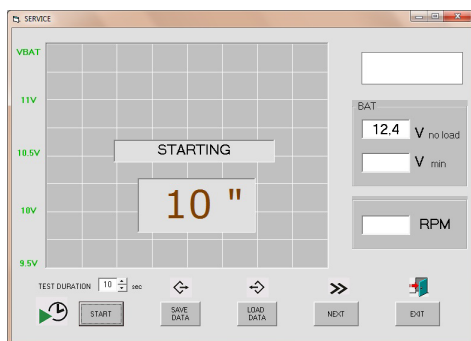 SERVICE
VBAT
11V
10.5V
10V
9.5V
STARTING
10 "
BAT
12,4 V no load
V min
RPM
TEST DURATION 10 sec
START
SAVE DATA
LOAD DATA
NEXT
EXIT